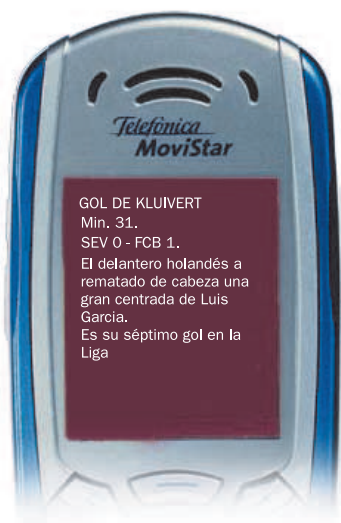 Telefónica
MoviStar
GOL DE KLUIVERT
Min. 31.
SEV 0 - FCB 1.
El delantero holandés a
rematado de cabeza una
gran centrada de Luis
Garcia.
Es su séptimo gol en la
Liga